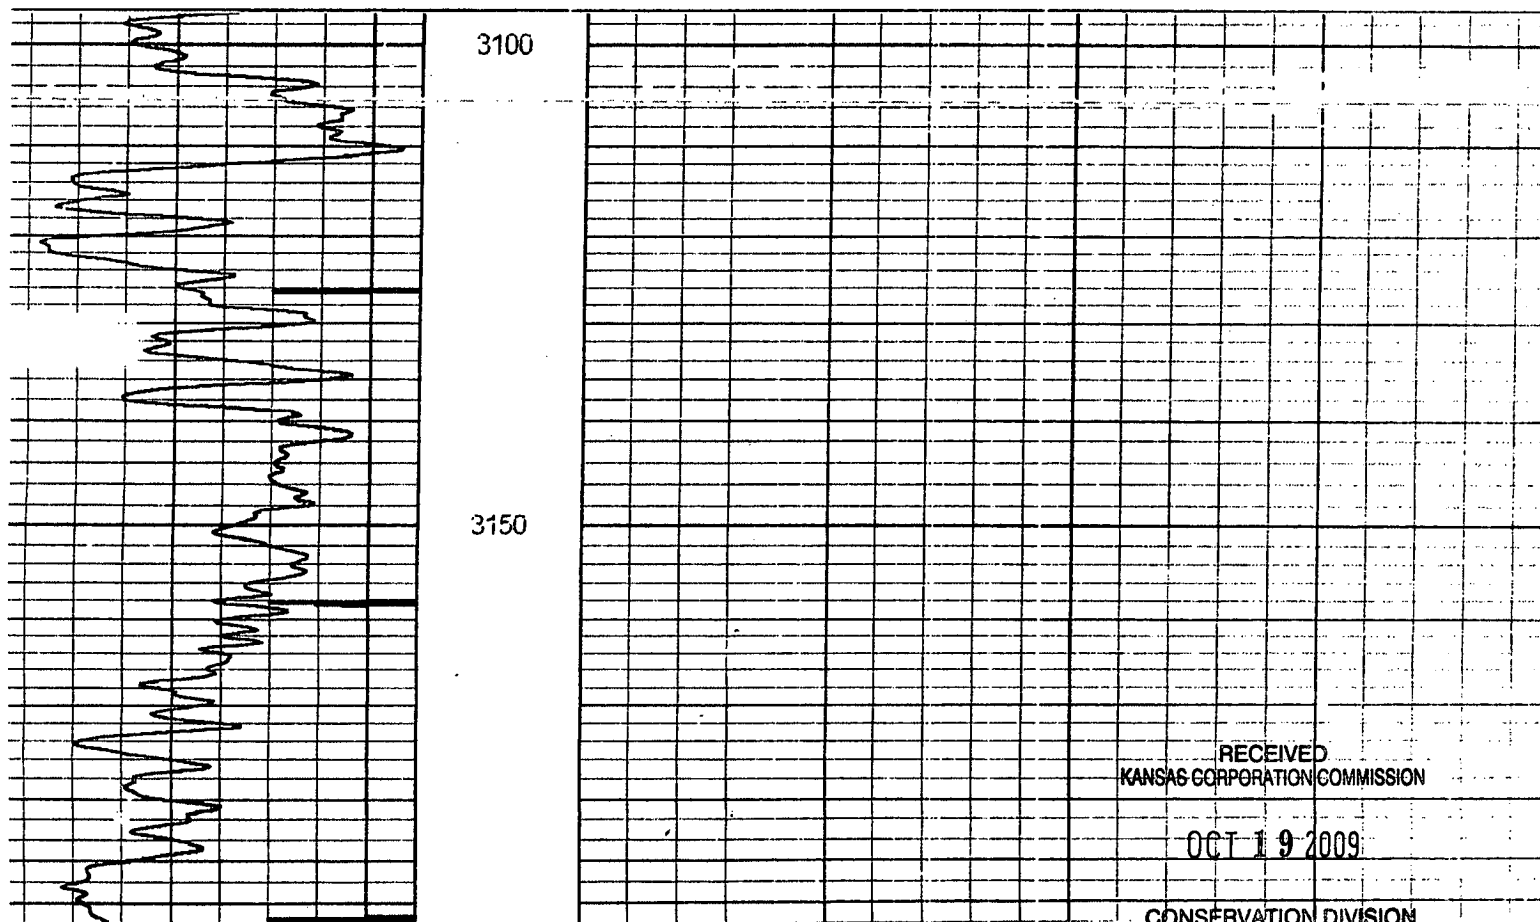 3100
3150
RECEIVED
KANSAS CORPORATION COMMISSION
OCT 19 2009
CONSERVATION DIVISION